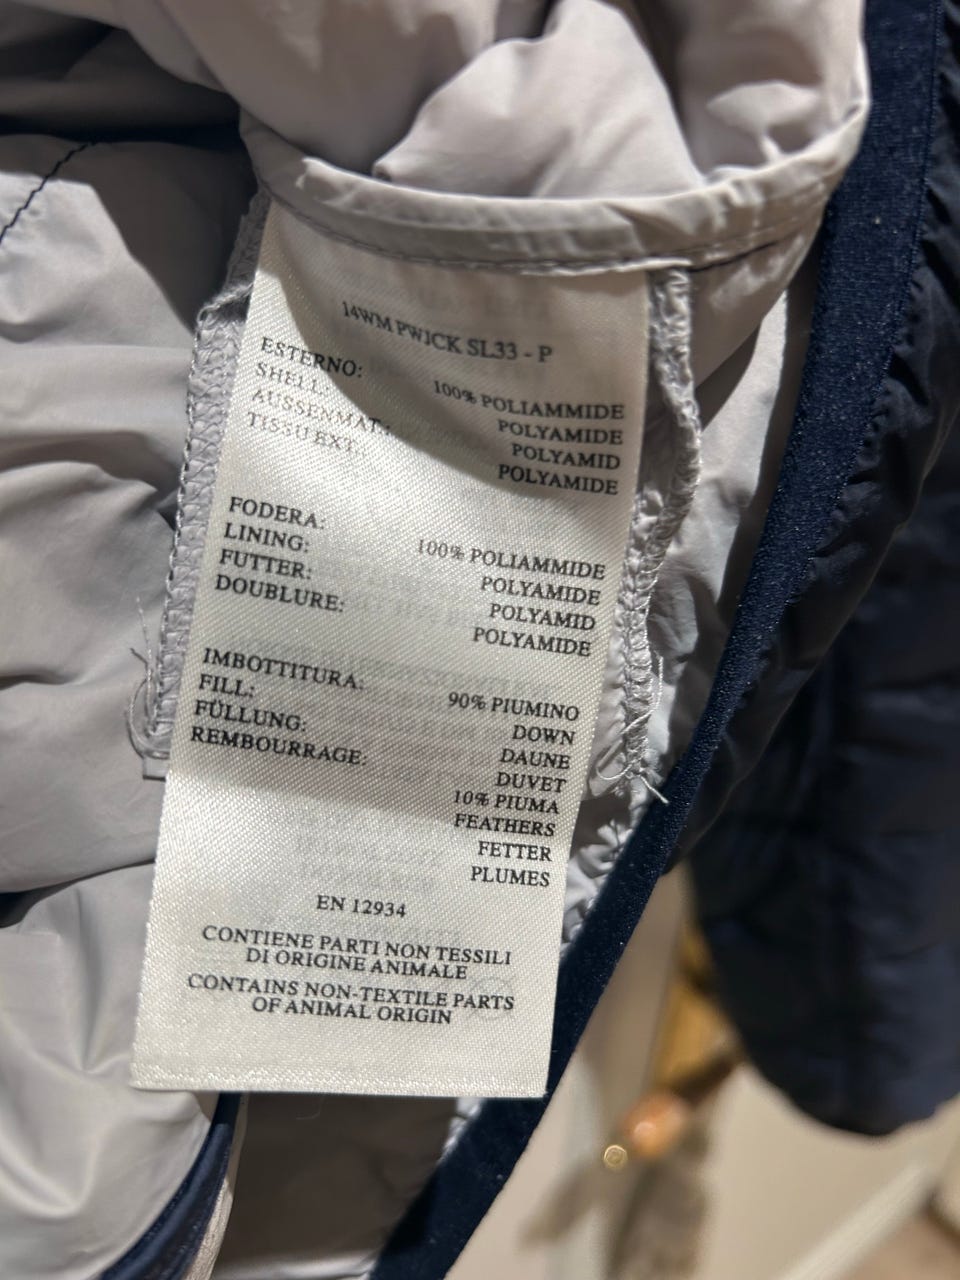 14WM PWICK SL33 - P
ESTERNO: 100% POLIAMMIDE
SHELL: POLYAMIDE
AUSSENMAT.: POLYAMID
TISSU EXT.: POLYAMIDE
FODERA: 100% POLIAMMIDE
LINING: POLYAMIDE
FUTTER: POLYAMID
DOUBLURE: POLYAMIDE
IMBOTTITURA: 90% PIUMINO
FILL: DOWN
FÜLLUNG: DAUNE
REMBOURRAGE: DUVET
10% PIUMA
FEATHERS
FETTER
PLUMES
EN 12934
CONTIENE PARTI NON TESSILI
DI ORIGINE ANIMALE
CONTAINS NON-TEXTILE PARTS
OF ANIMAL ORIGIN